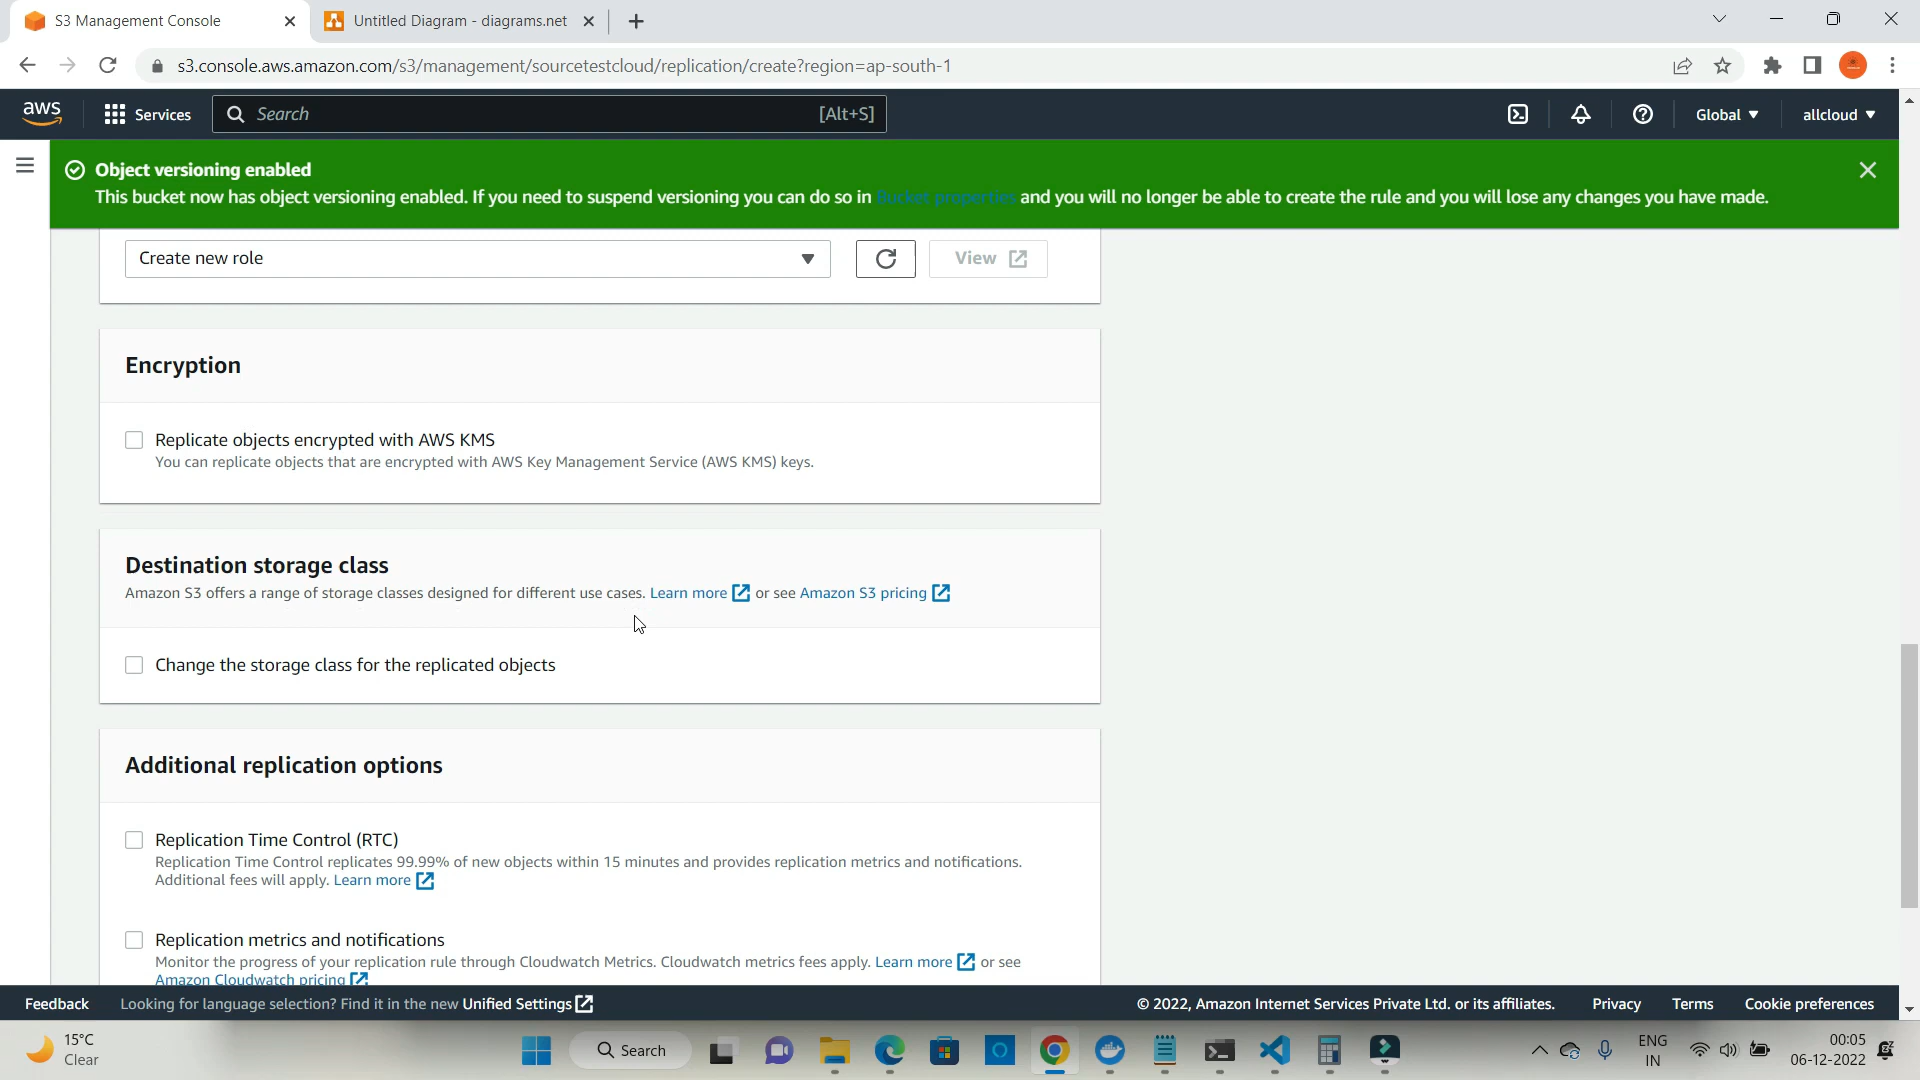 S3 Management Console
Untitled Diagram - diagrams.net
s3.console.aws.amazon.com/s3/management/sourcetestcloud/replication/create?region=ap-south-1
aws
Services
Search
[Alt+S]
Global
allcloud
Object versioning enabled
This bucket now has object versioning enabled. If you need to suspend versioning you can do so in Bucket properties and you will no longer be able to create the rule and you will lose any changes you have made.
Create new role
View
Encryption
Replicate objects encrypted with AWS KMS
You can replicate objects that are encrypted with AWS Key Management Service (AWS KMS) keys.
Destination storage class
Amazon S3 offers a range of storage classes designed for different use cases. Learn more or see Amazon S3 pricing
Change the storage class for the replicated objects
Additional replication options
Replication Time Control (RTC)
Replication Time Control replicates 99.99% of new objects within 15 minutes and provides replication metrics and notifications.
Additional fees will apply. Learn more
Replication metrics and notifications
Monitor the progress of your replication rule through Cloudwatch Metrics. Cloudwatch metrics fees apply. Learn more or see
Amazon Cloudwatch pricing
Feedback
Looking for language selection? Find it in the new Unified Settings
© 2022, Amazon Internet Services Private Ltd. or its affiliates.
Privacy
Terms
Cookie preferences
15°C
Clear
Search
ENG
IN
00:05
06-12-2022